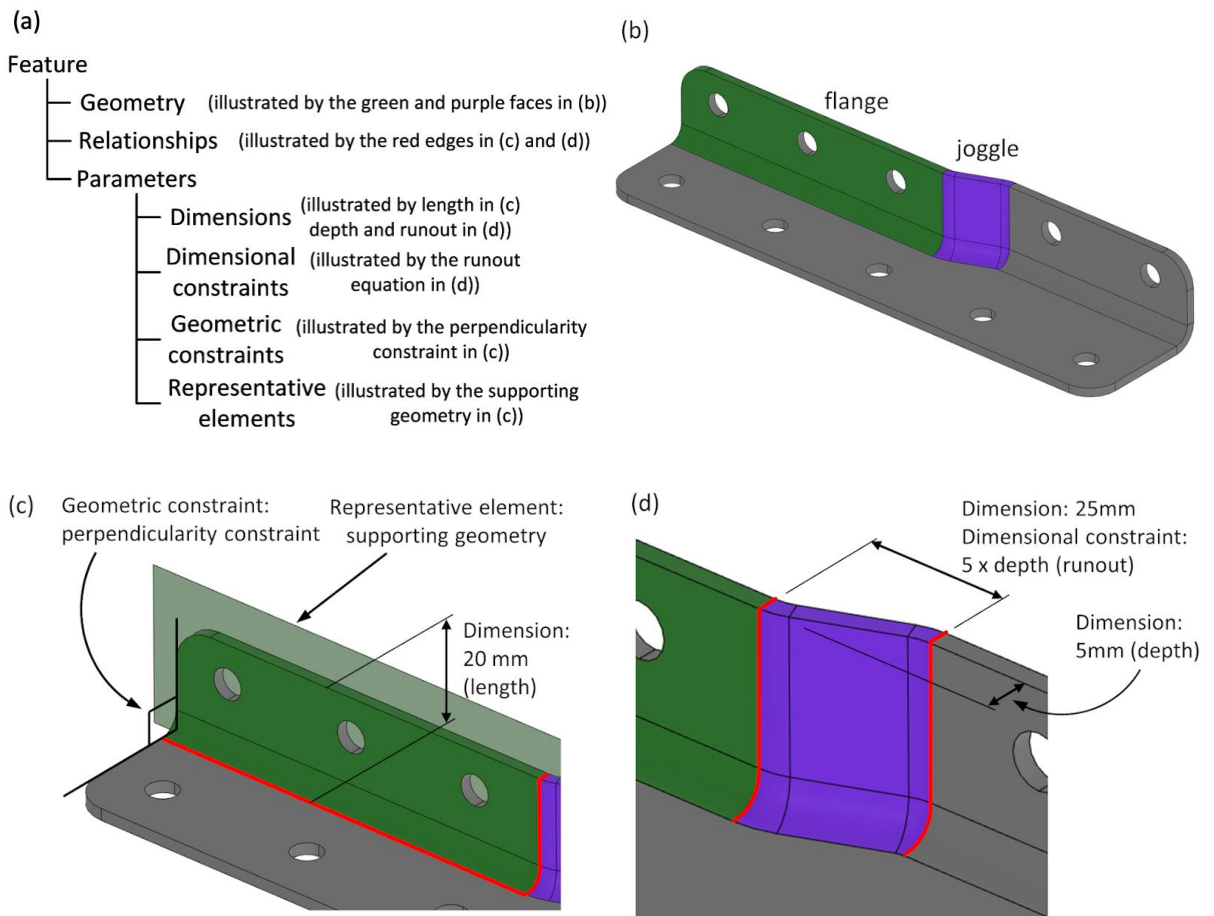 (a)
Feature
Geometry (illustrated by the green and purple faces in (b))
Relationships (illustrated by the red edges in (c) and (d))
Parameters
Dimensions (illustrated by length in (c)
depth and runout in (d))
Dimensional (illustrated by the runout
constraints equation in (d))
Geometric (illustrated by the perpendicularity
constraints constraint in (c))
Representative (illustrated by the supporting
elements geometry in (c))
(b)
flange
joggle
(c)
Geometric constraint:
perpendicularity constraint
Representative element:
supporting geometry
Dimension:
20 mm
(length)
(d)
Dimension: 25mm
Dimensional constraint:
5 x depth (runout)
Dimension:
5mm (depth)